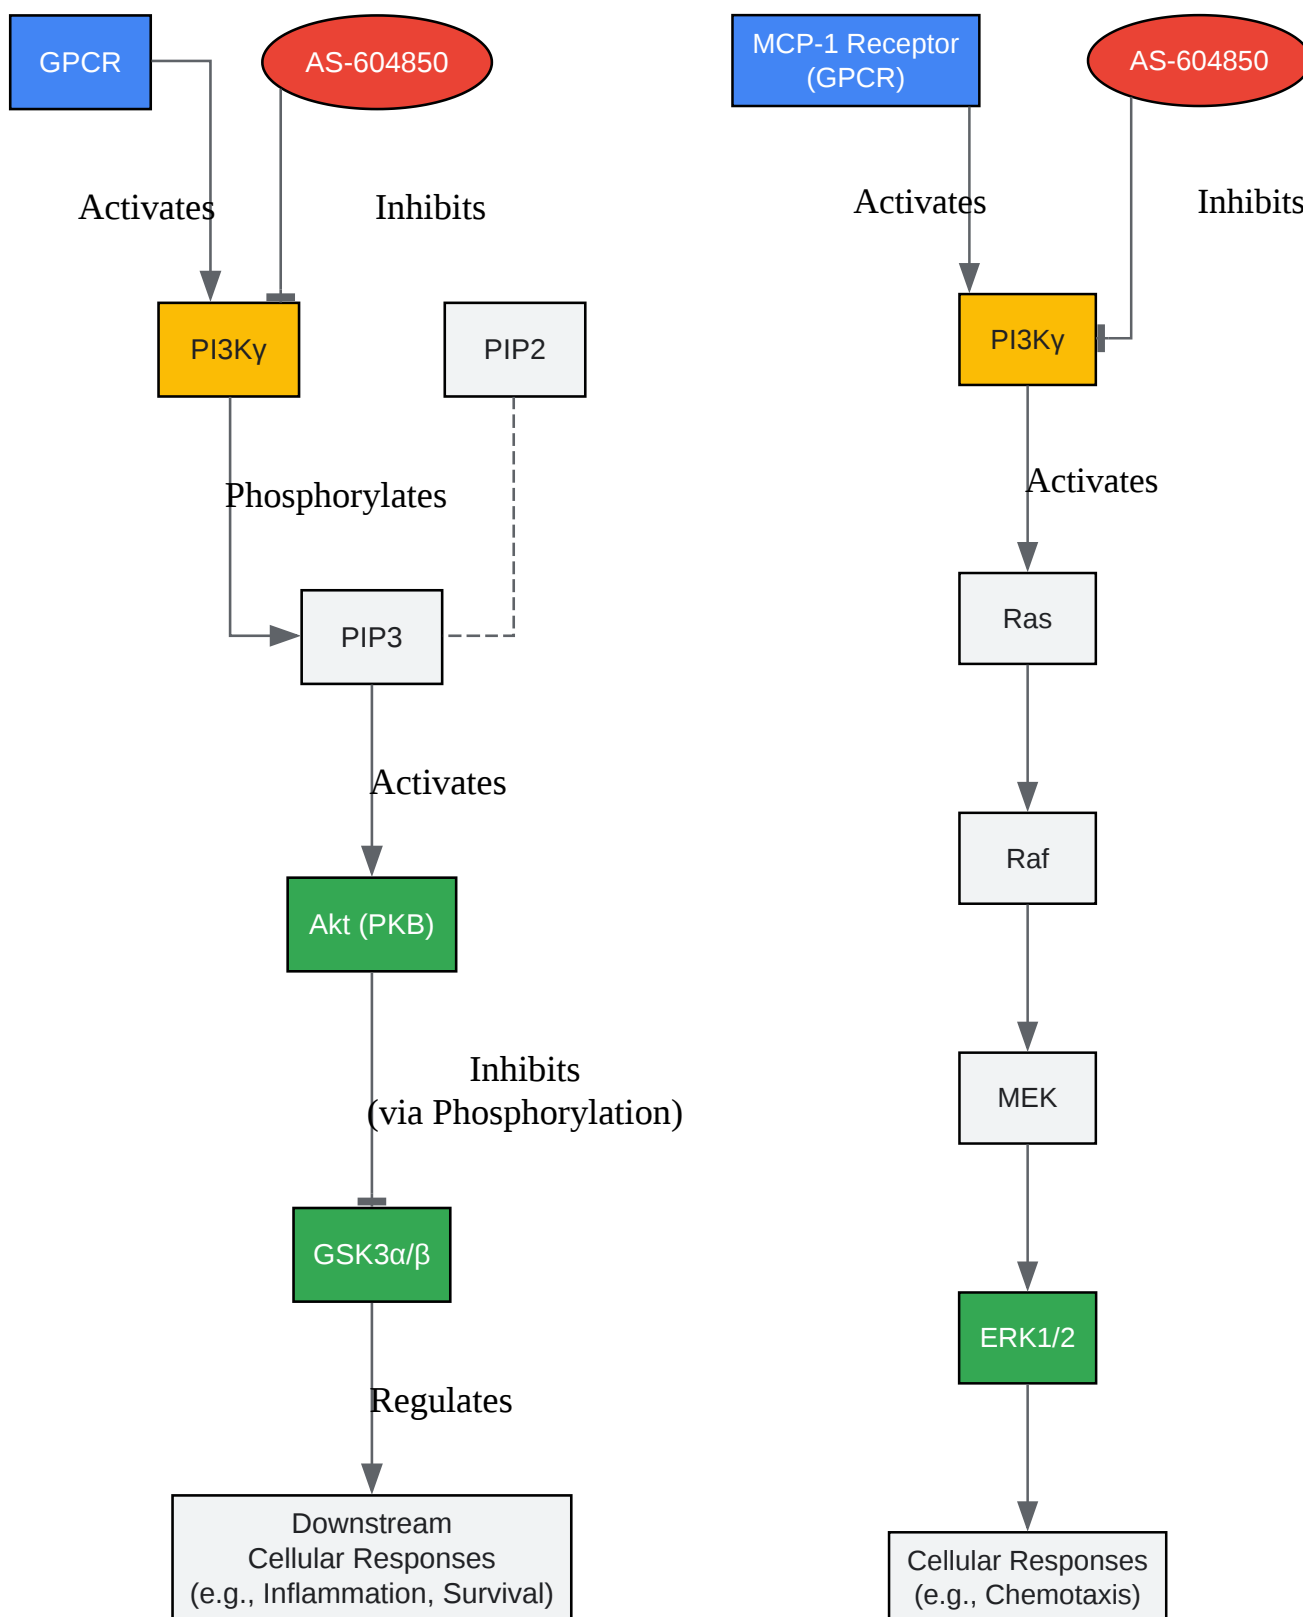 GPCR
AS-604850
Activates
Inhibits
PI3Kγ
PIP2
Phosphorylates
PIP3
Activates
Akt (PKB)
Inhibits
(via Phosphorylation)
GSK3α/β
Regulates
Downstream
Cellular Responses
(e.g., Inflammation, Survival)
MCP-1 Receptor
(GPCR)
AS-604850
Activates
Inhibits
PI3Kγ
Activates
Ras
Raf
MEK
ERK1/2
Cellular Responses
(e.g., Chemotaxis)